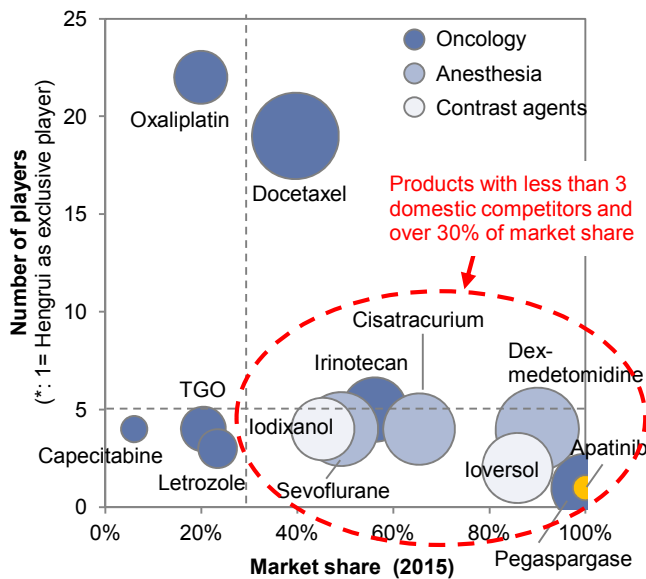 25
20
15
10
5
0
Number of players
(*: 1= Hengrui as exclusive player)
Oncology
Anesthesia
Contrast agents
Oxaliplatin
Docetaxel
Products with less than 3
domestic competitors and
over 30% of market share
Cisatracurium
Irinotecan
Dex-
medetomidine
TGO
Iodixanol
Capecitabine
Apatinib
Ioversol
Letrozole
Sevoflurane
Pegaspargase
0%
20%
40%
60%
80%
100%
Market share (2015)